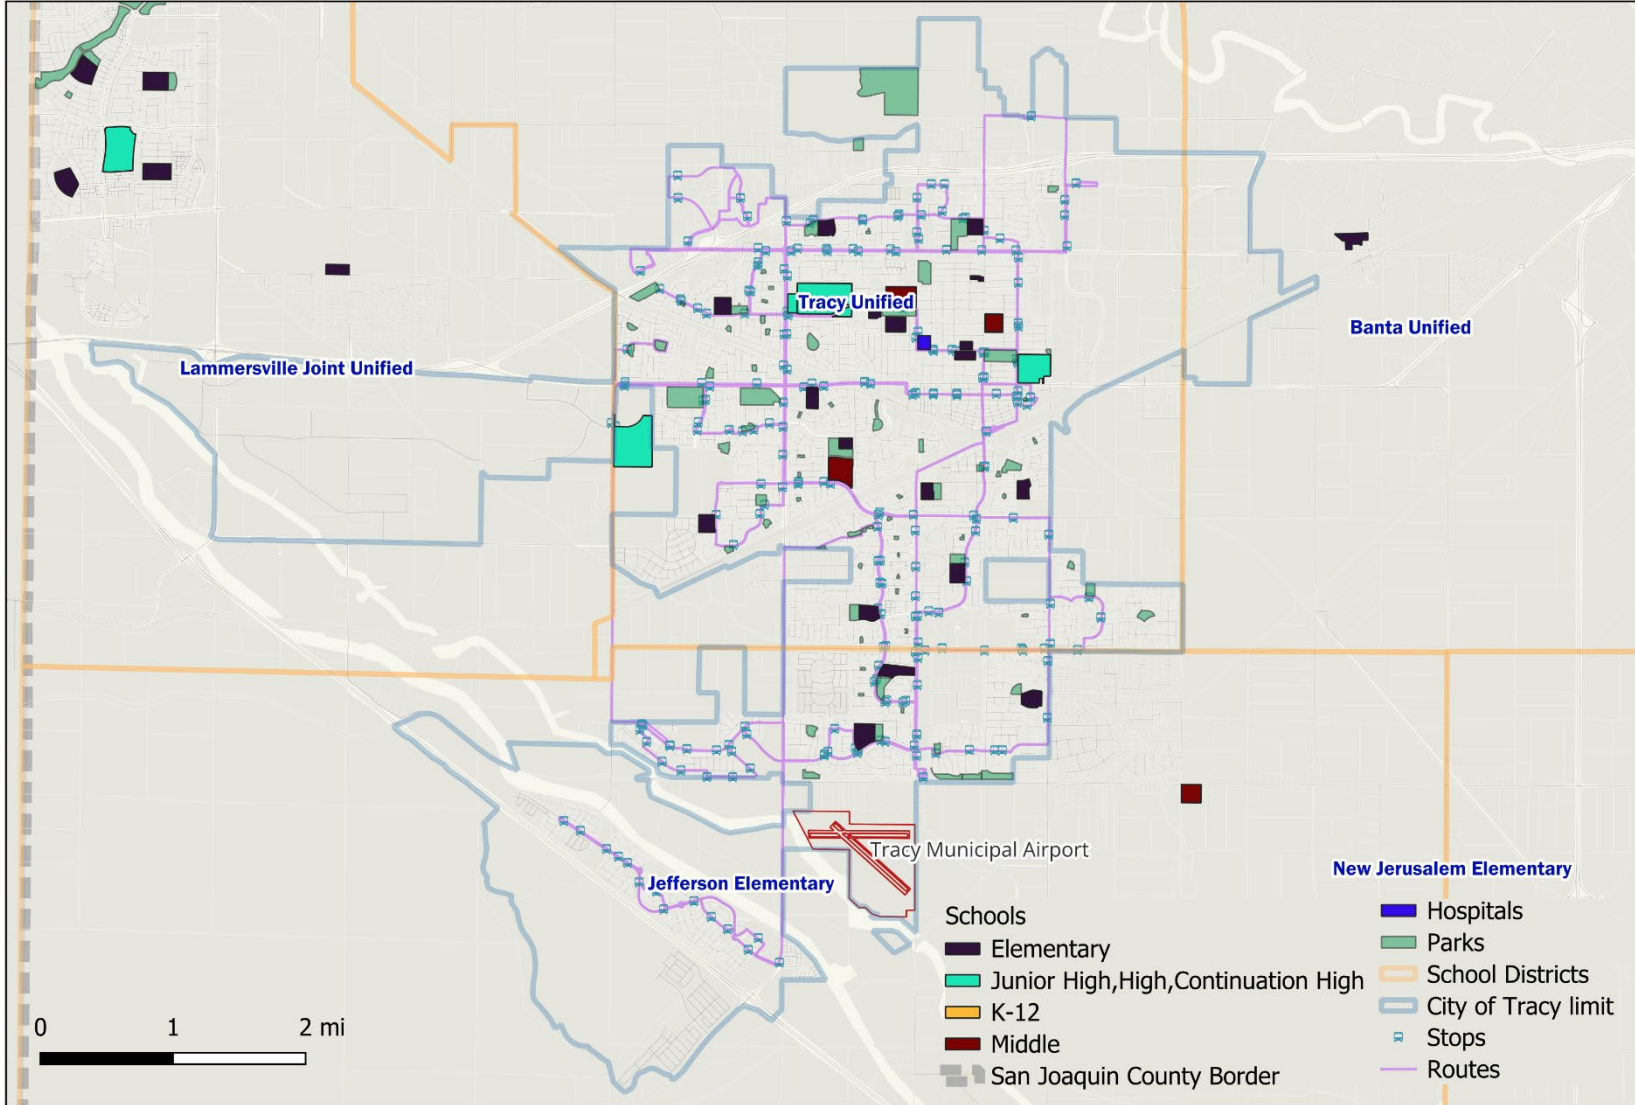 Tracy Unified
Banta Unified
Lammersville Joint Unified
Tracy Municipal Airport
Jefferson Elementary
New Jerusalem Elementary
Schools
Elementary
Junior High,High,Continuation High
K-12
Middle
San Joaquin County Border
Hospitals
Parks
School Districts
City of Tracy limit
Stops
Routes
0 1 2 mi